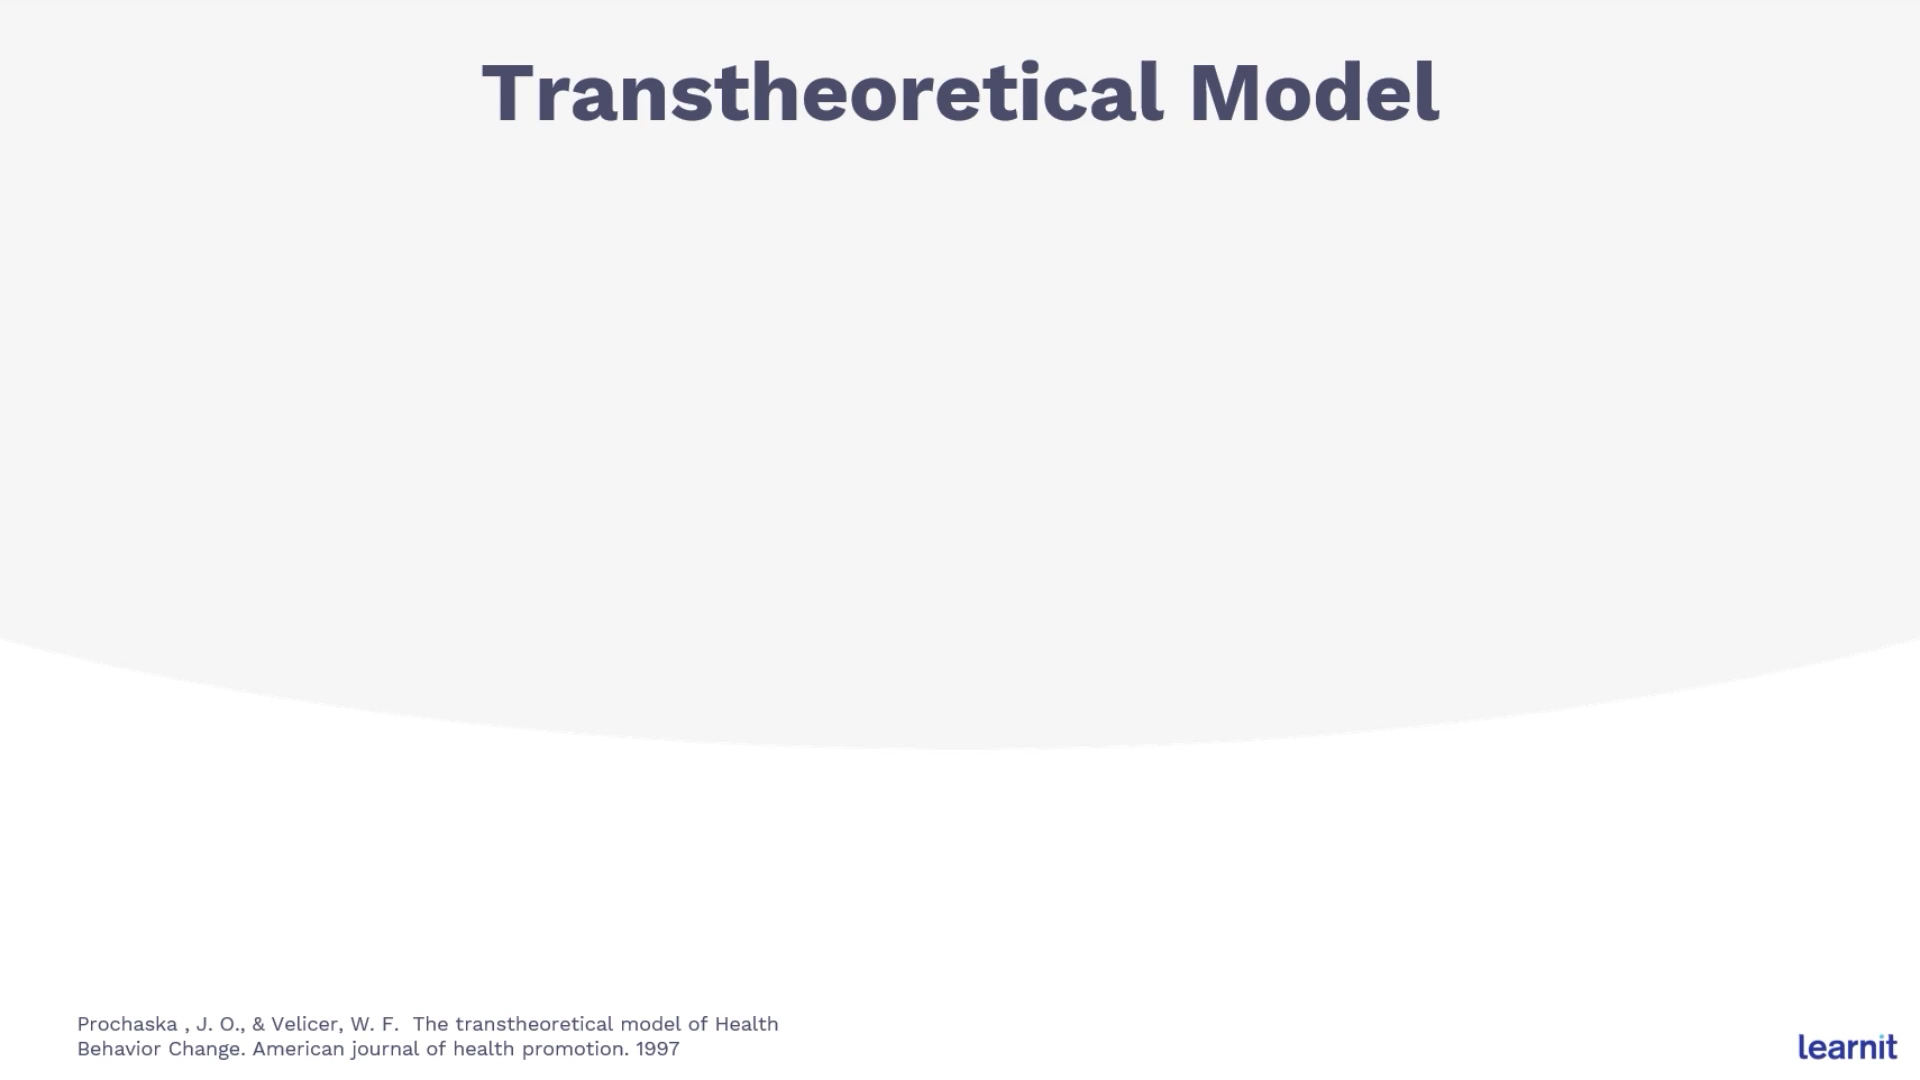 Transtheoretical Model
Prochaska , J. O., & Velicer, W. F.  The transtheoretical model of Health
Behavior Change. American journal of health promotion. 1997
learnit